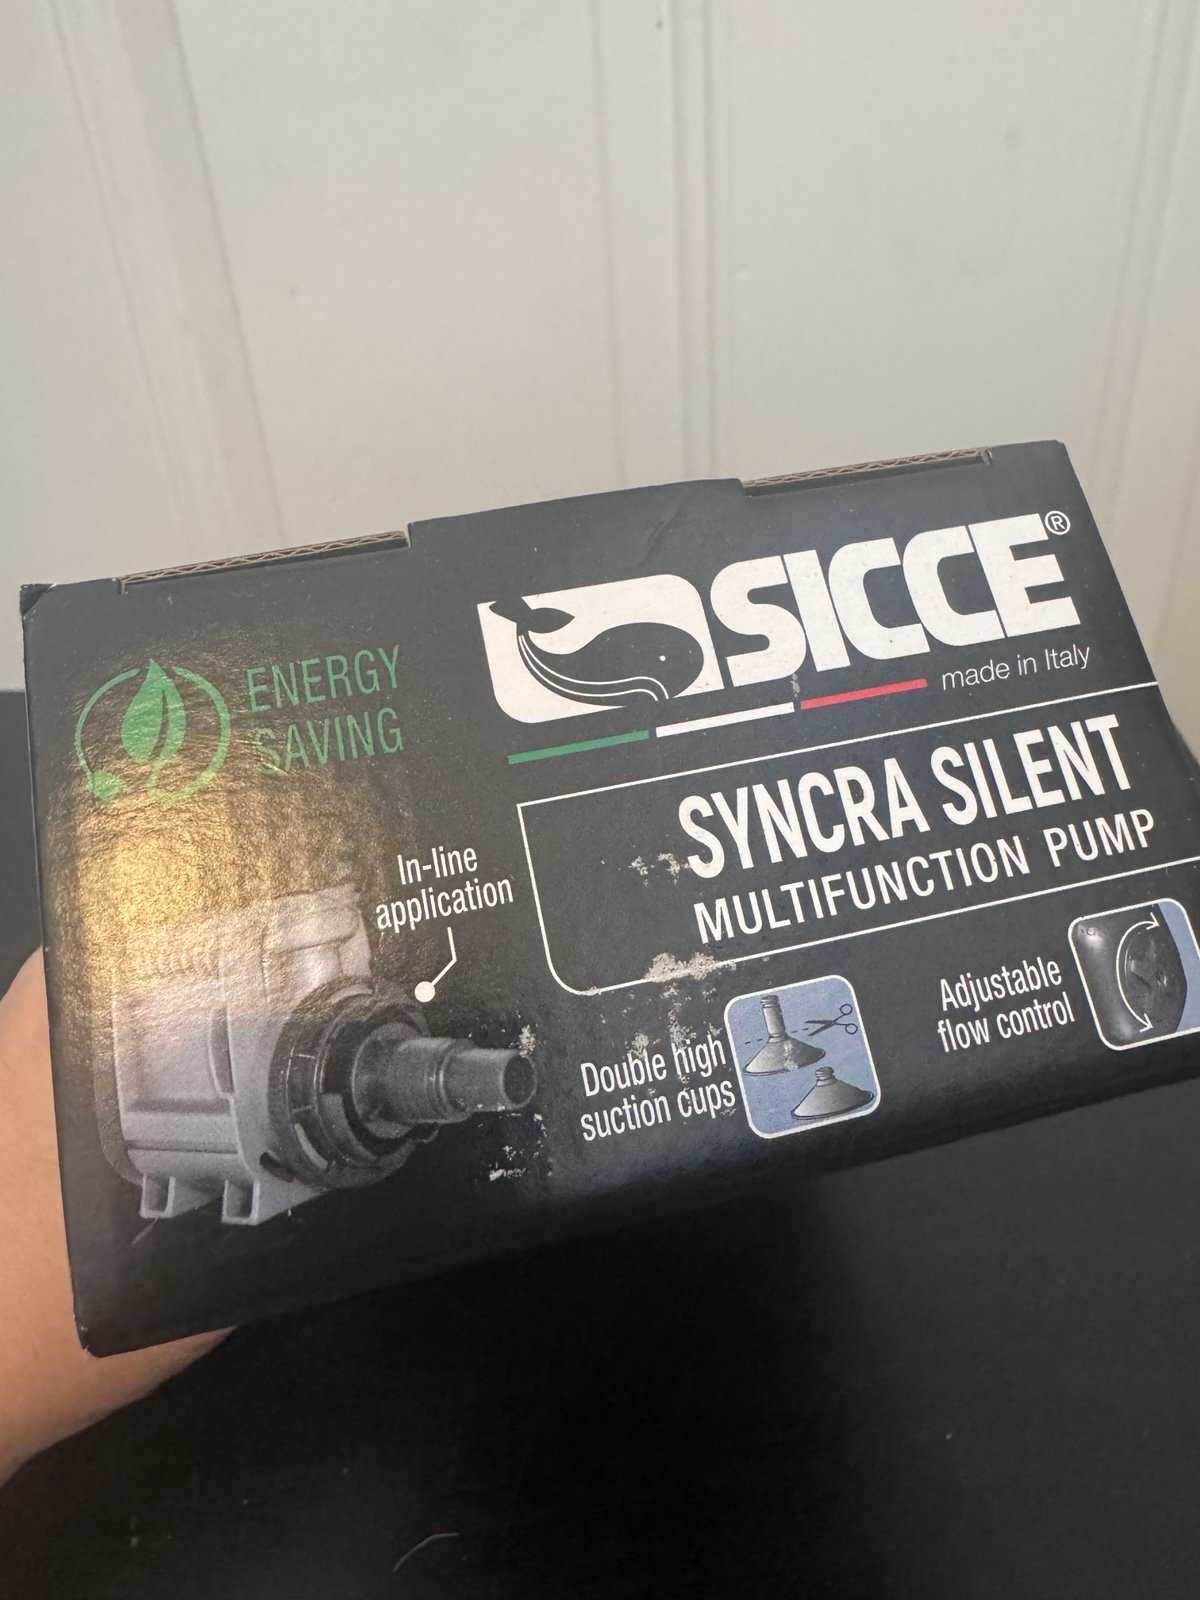 SICCE®
made in Italy
ENERGY
SAVING
SYNCRA SILENT
MULTIFUNCTION PUMP
In-line
application
Adjustable
flow control
Double high
suction cups